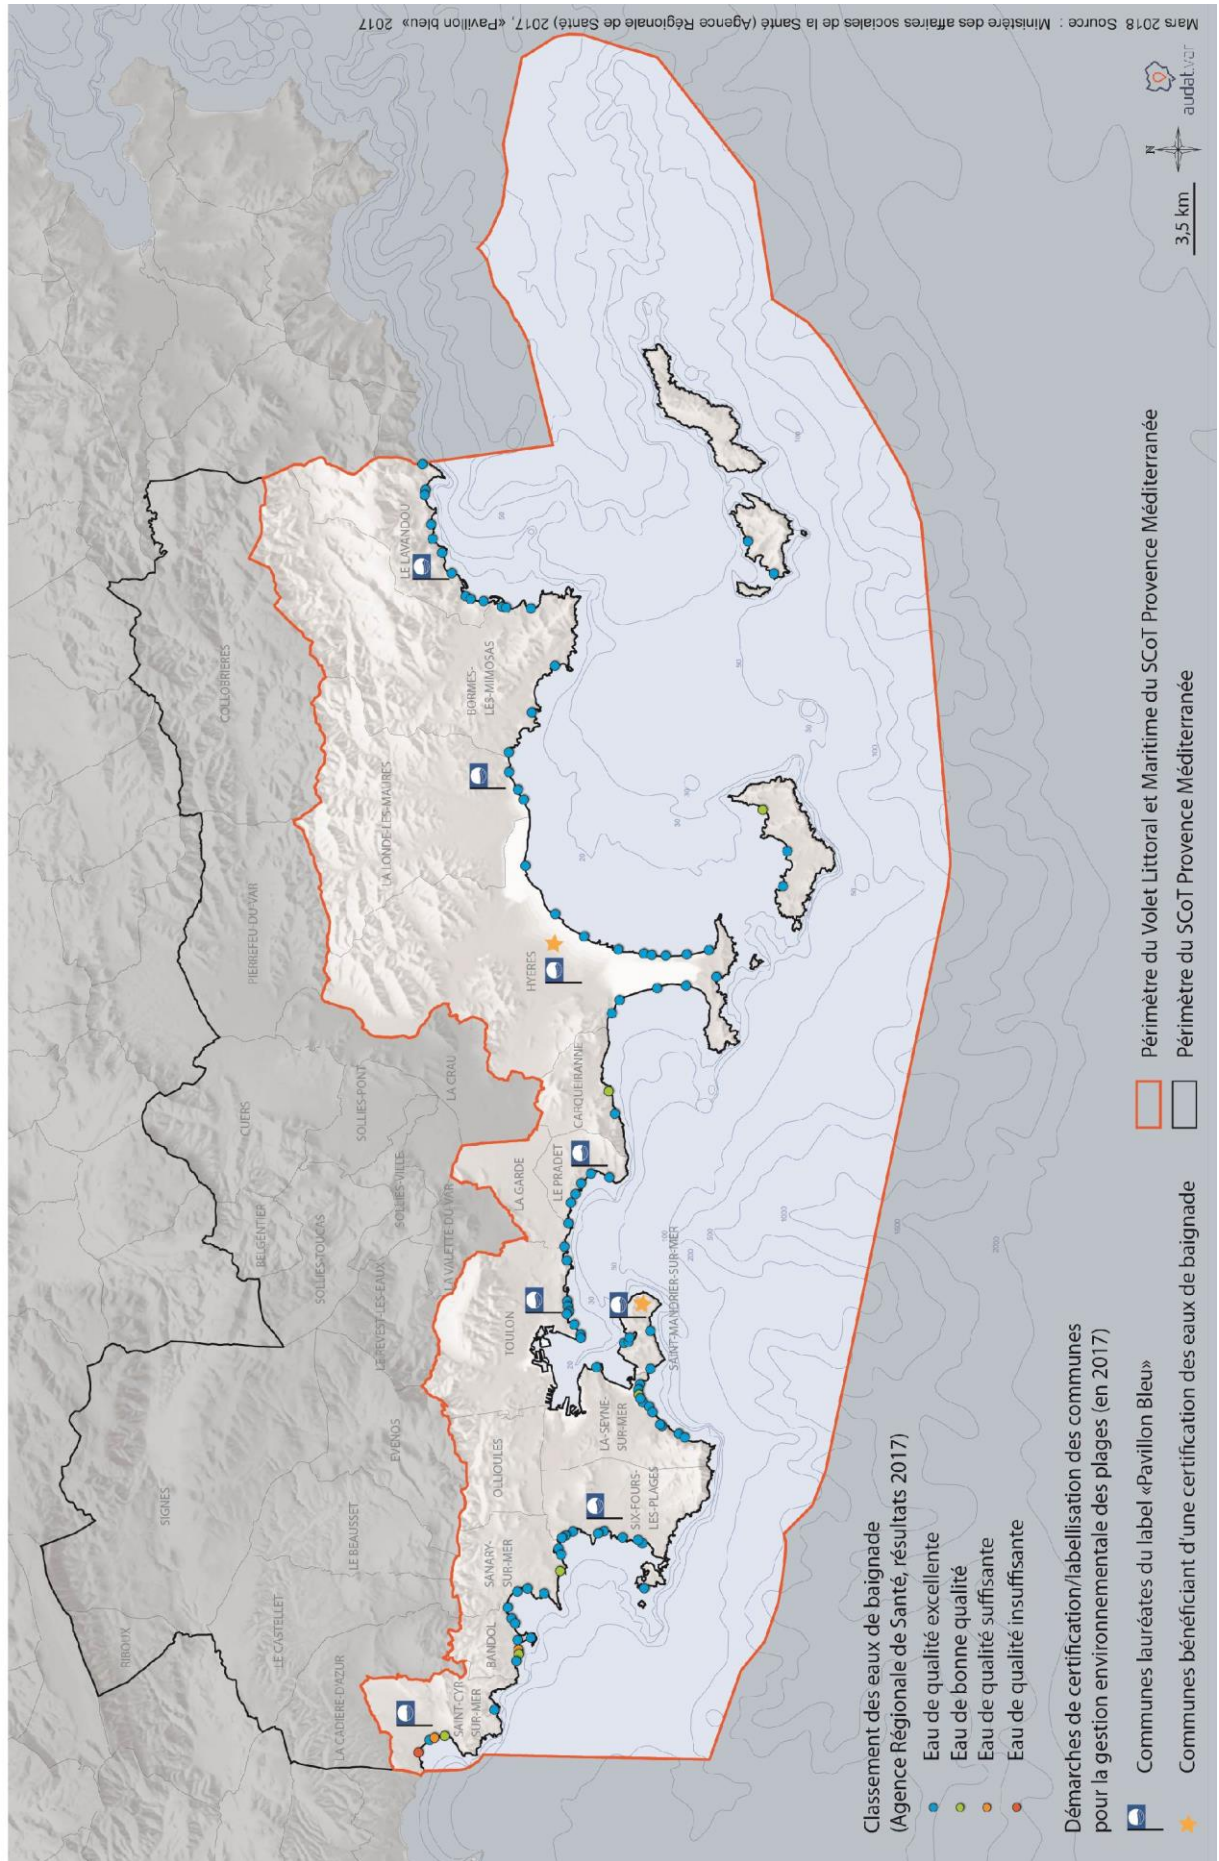 RIBOUX
SIGNES
LE CASTELLET
LA CADIERE-D'AZUR
LE BEAUSSET
EVENOS
LE REVEST-LES-EAUX
BELGENTIER
SOLLIES-TOUCAS
SOLLIES-VILLE
LA VALETTE-DU-VAR
CUERS
SOLLIES-PONT
LA CRAU
PIERREFEU-DU-VAR
COLLOBRIERES
SAINT-CYR-
SUR-MER
BANDOL
SANARY-
SUR-MER
OLLIOULES
SIX-FOURS-
LES-PLAGES
LA-SEYNE-
SUR-MER
TOULON
SAINT-MANDRIER-SUR-MER
LA GARDE
LE PRADET
CARQUEIRANNE
HYERES
LA LONDE-LES-MAURES
BORMES-
LES-MIMOSAS
LE LAVANDOU
Classement des eaux de baignade
(Agence Régionale de Santé, résultats 2017)
Eau de qualité excellente
Eau de bonne qualité
Eau de qualité suffisante
Eau de qualité insuffisante
Démarches de certification/labellisation des communes
pour la gestion environnementale des plages (en 2017)
Communes lauréates du label «Pavillon Bleu»
Communes bénéficiant d'une certification des eaux de baignade
Périmètre du Volet Littoral et Maritime du SCoT Provence Méditerranée
Périmètre du SCoT Provence Méditerranée
3,5 km
N
audat.var
Mars 2018 Source : Ministère des affaires sociales de la Santé (Agence Régionale de Santé) 2017, «Pavillon bleu» 2017